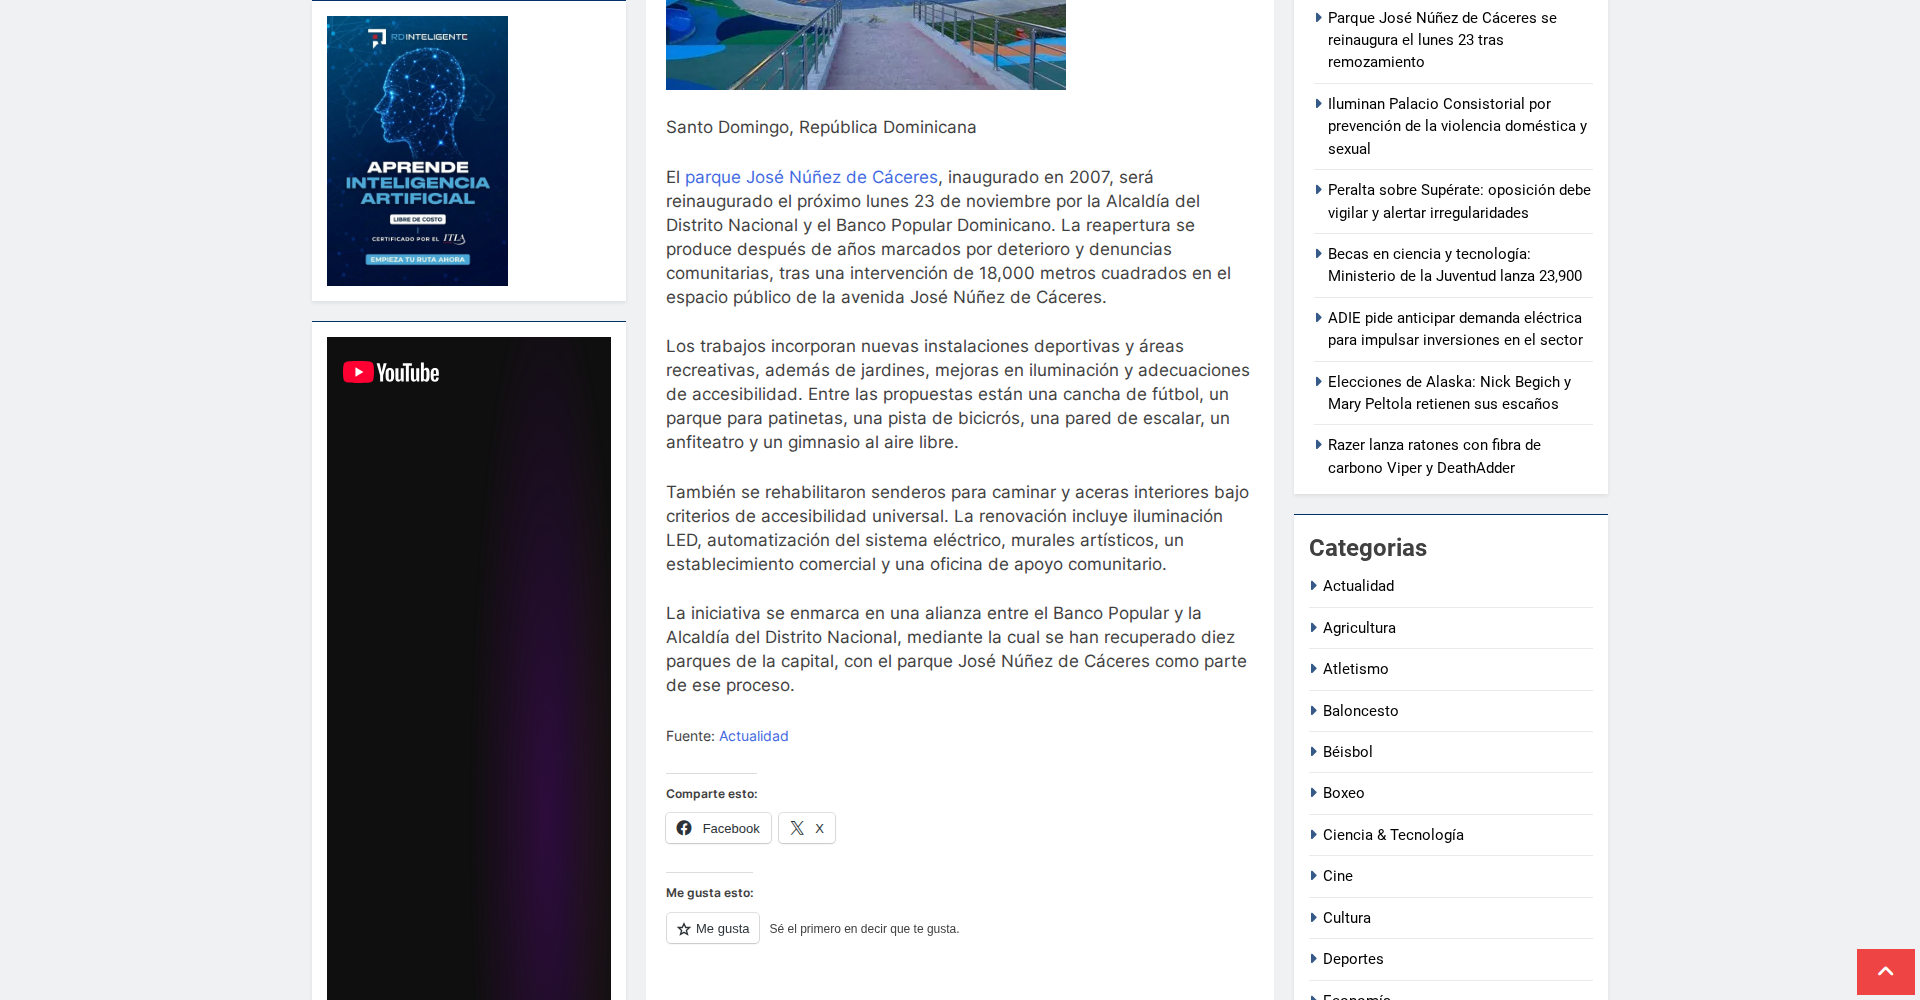 RD INTELIGENTE
APRENDE
INTELIGENCIA
ARTIFICIAL
LIBRE DE COSTO
CERTIFICADO POR EL ITLA
EMPIEZA TU RUTA AHORA
YouTube
Santo Domingo, República Dominicana
El parque José Núñez de Cáceres, inaugurado en 2007, será
reinaugurado el próximo lunes 23 de noviembre por la Alcaldía del
Distrito Nacional y el Banco Popular Dominicano. La reapertura se
produce después de años marcados por deterioro y denuncias
comunitarias, tras una intervención de 18,000 metros cuadrados en el
espacio público de la avenida José Núñez de Cáceres.
Los trabajos incorporan nuevas instalaciones deportivas y áreas
recreativas, además de jardines, mejoras en iluminación y adecuaciones
de accesibilidad. Entre las propuestas están una cancha de fútbol, un
parque para patinetas, una pista de bicicrós, una pared de escalar, un
anfiteatro y un gimnasio al aire libre.
También se rehabilitaron senderos para caminar y aceras interiores bajo
criterios de accesibilidad universal. La renovación incluye iluminación
LED, automatización del sistema eléctrico, murales artísticos, un
establecimiento comercial y una oficina de apoyo comunitario.
La iniciativa se enmarca en una alianza entre el Banco Popular y la
Alcaldía del Distrito Nacional, mediante la cual se han recuperado diez
parques de la capital, con el parque José Núñez de Cáceres como parte
de ese proceso.
Fuente: Actualidad
Comparte esto:
Facebook X
Me gusta esto:
Me gusta Sé el primero en decir que te gusta.
Parque José Núñez de Cáceres se
reinaugura el lunes 23 tras
remozamiento
Iluminan Palacio Consistorial por
prevención de la violencia doméstica y
sexual
Peralta sobre Supérate: oposición debe
vigilar y alertar irregularidades
Becas en ciencia y tecnología:
Ministerio de la Juventud lanza 23,900
ADIE pide anticipar demanda eléctrica
para impulsar inversiones en el sector
Elecciones de Alaska: Nick Begich y
Mary Peltola retienen sus escaños
Razer lanza ratones con fibra de
carbono Viper y DeathAdder
Categorias
Actualidad
Agricultura
Atletismo
Baloncesto
Béisbol
Boxeo
Ciencia & Tecnología
Cine
Cultura
Deportes
Economía